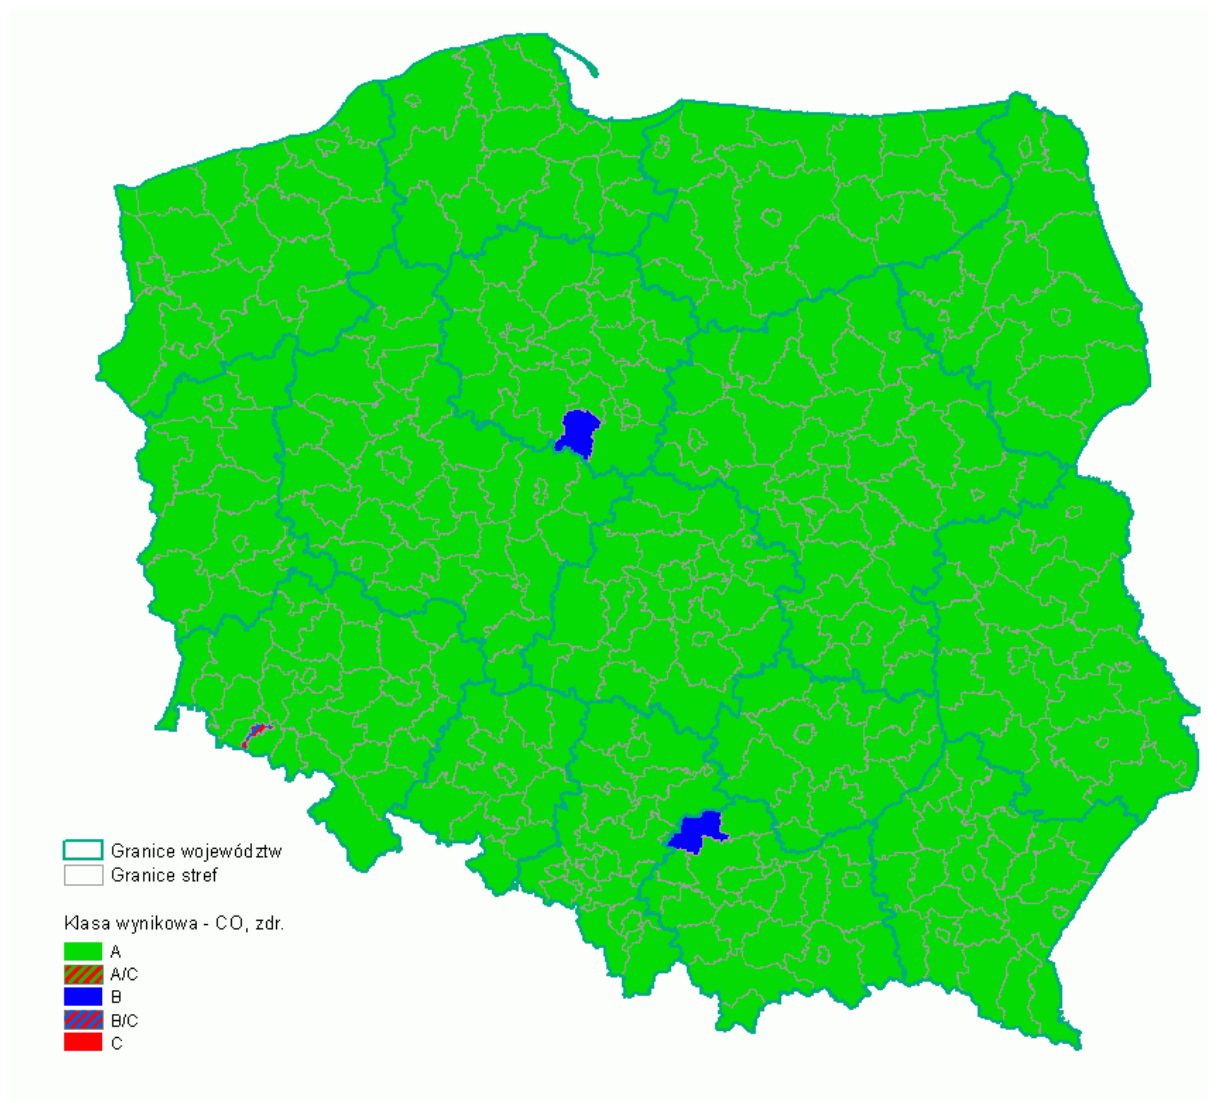 Granice województw
Granice stref
Klasa wynikowa - CO, zdr.
A
A/C
B
B/C
C